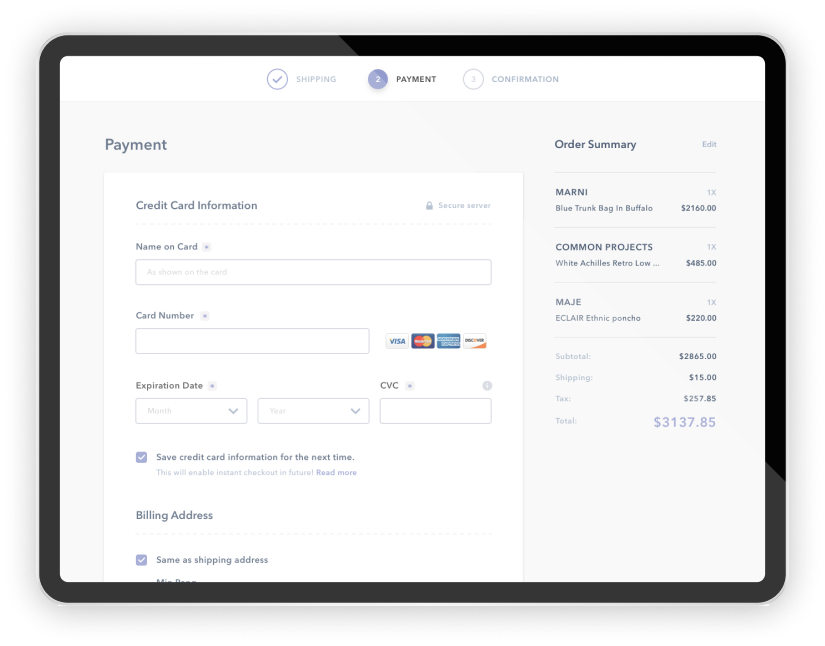 SHIPPING
2 PAYMENT
3 CONFIRMATION
Payment
Credit Card Information
Secure server
Name on Card
As shown on the card
Card Number
VISA
MasterCard
AMERICAN EXPRESS
DISCOVER
Expiration Date
CVC
Month
Year
Save credit card information for the next time.
This will enable instant checkout in future! Read more
Billing Address
Same as shipping address
Order Summary
Edit
MARNI 1X
Blue Trunk Bag In Buffalo $2160.00
COMMON PROJECTS 1X
White Achilles Retro Low ... $485.00
MAJE 1X
ECLAIR Ethnic poncho $220.00
Subtotal: $2865.00
Shipping: $15.00
Tax: $257.85
Total: $3137.85